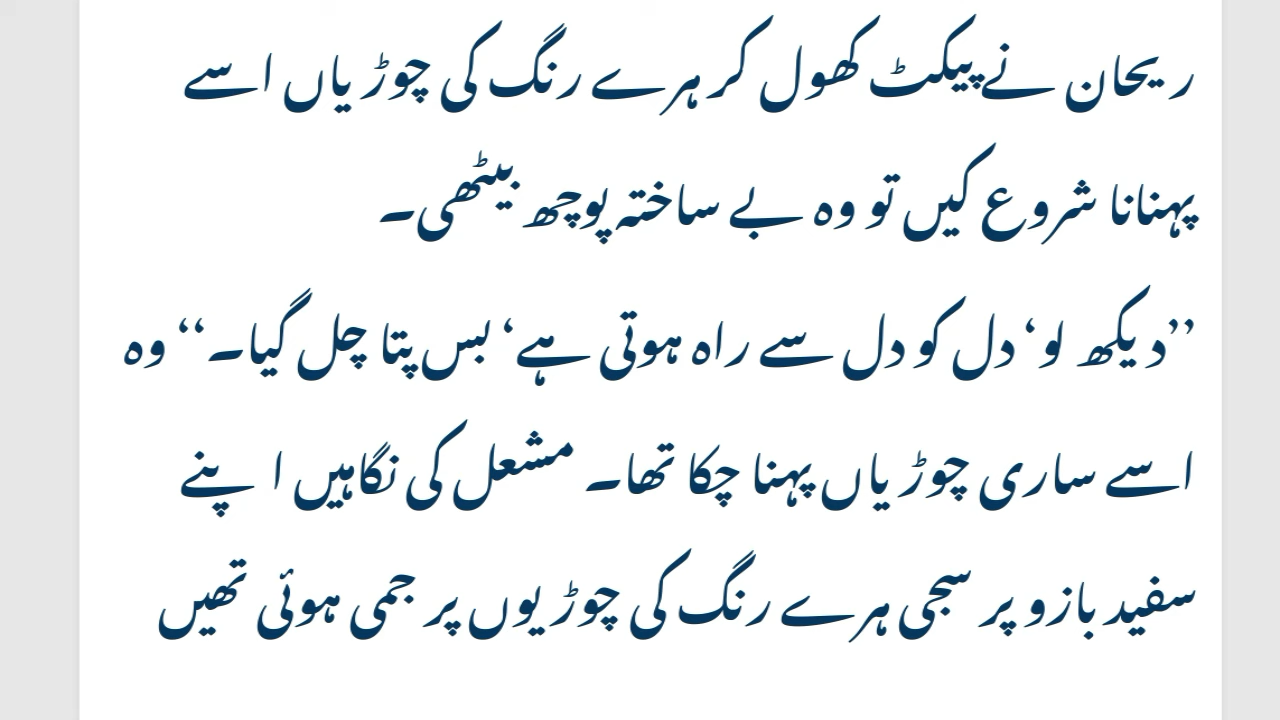 ریحان نے پیکٹ کھول کر ہرے رنگ کی چوڑیاں اسے
پہنانا شروع کیں تو وہ بے ساختہ پوچھ بیٹھی۔
’’دیکھ لو‘ دل کو دل سے راہ ہوتی ہے‘ بس پتا چل گیا۔‘‘ وہ
اسے ساری چوڑیاں پہنا چکا تھا۔ مشعل کی نگاہیں اپنے
سفید بازو پر سجی ہرے رنگ کی چوڑیوں پر جمی ہوئی تھیں